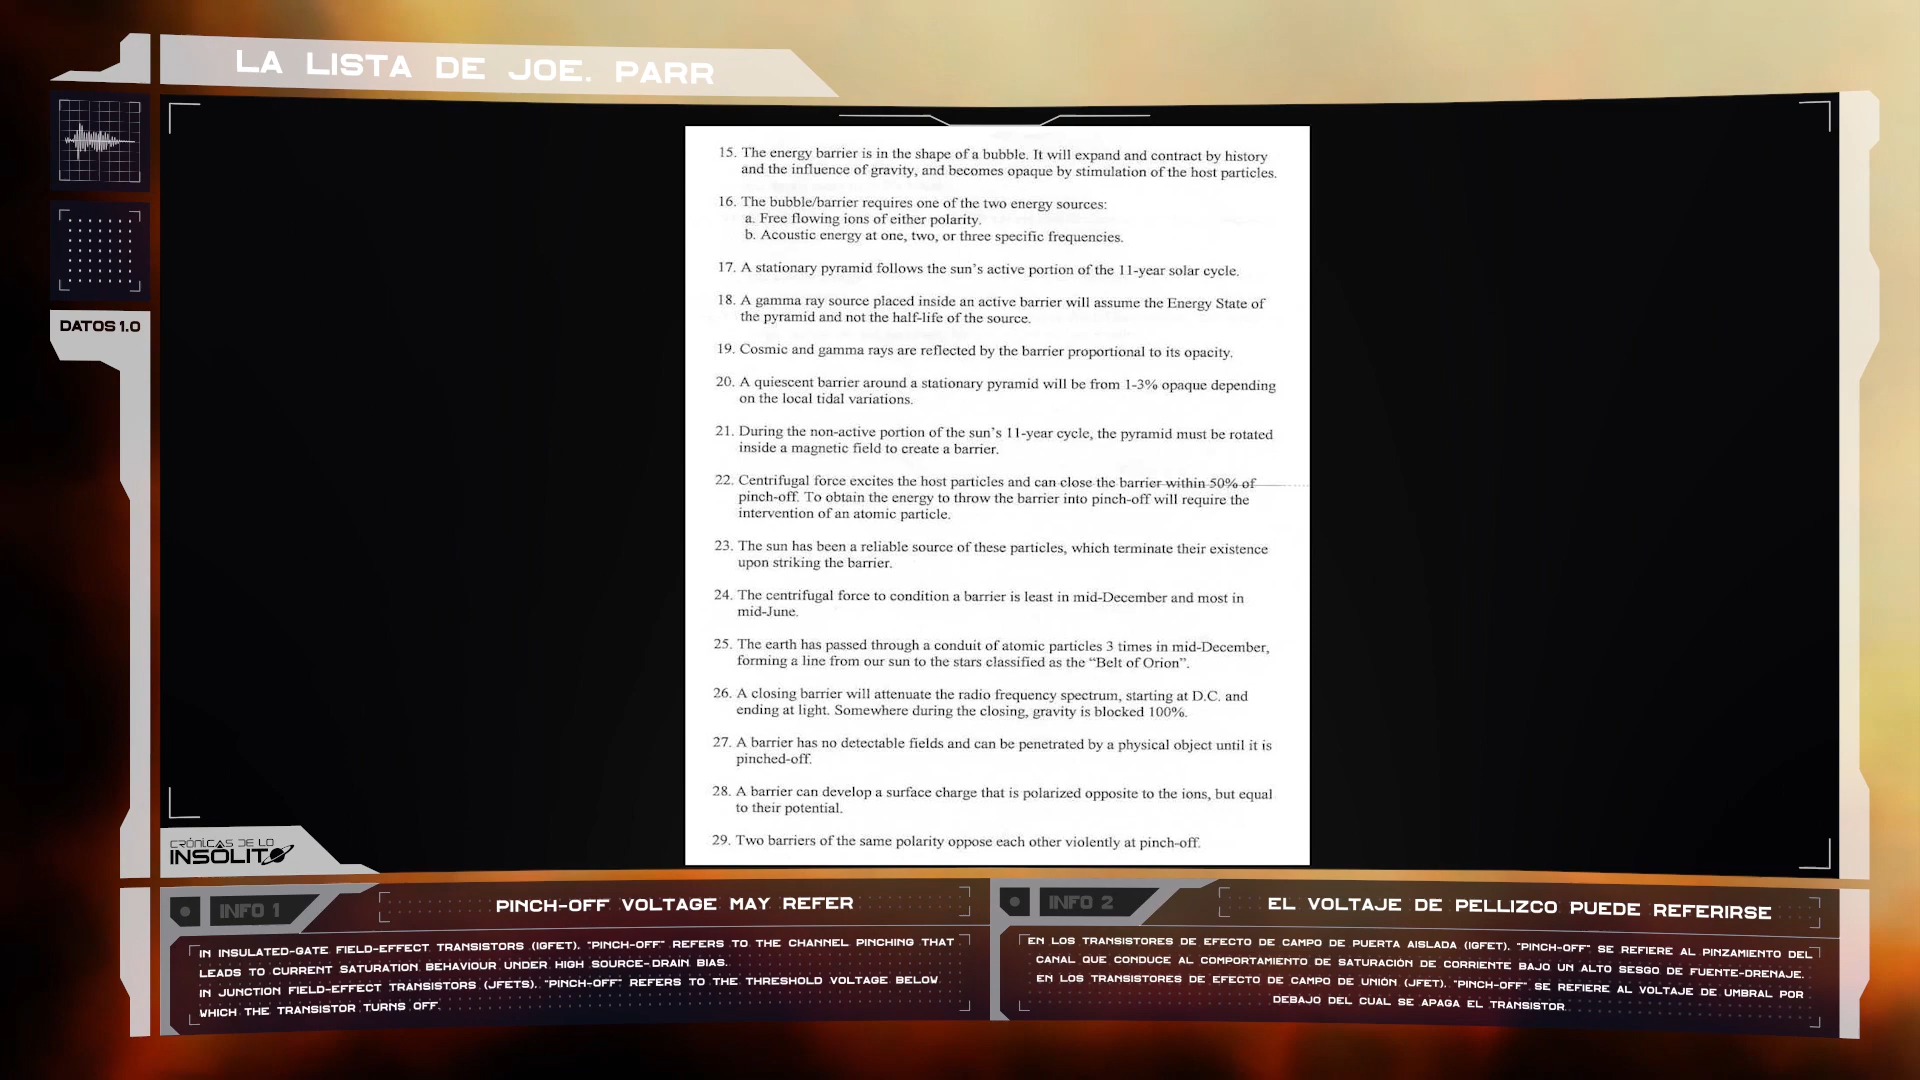 LA LISTA DE JOE. PARR
DATOS 1.0
15. The energy barrier is in the shape of a bubble. It will expand and contract by history
and the influence of gravity, and becomes opaque by stimulation of the host particles.
16. The bubble/barrier requires one of the two energy sources:
a. Free flowing ions of either polarity.
b. Acoustic energy at one, two, or three specific frequencies.
17. A stationary pyramid follows the sun's active portion of the 11-year solar cycle.
18. A gamma ray source placed inside an active barrier will assume the Energy State of
the pyramid and not the half-life of the source.
19. Cosmic and gamma rays are reflected by the barrier proportional to its opacity.
20. A quiescent barrier around a stationary pyramid will be from 1-3% opaque depending
on the local tidal variations.
21. During the non-active portion of the sun's 11-year cycle, the pyramid must be rotated
inside a magnetic field to create a barrier.
22. Centrifugal force excites the host particles and can close the barrier within 50% of
pinch-off. To obtain the energy to throw the barrier into pinch-off will require the
intervention of an atomic particle.
23. The sun has been a reliable source of these particles, which terminate their existence
upon striking the barrier.
24. The centrifugal force to condition a barrier is least in mid-December and most in
mid-June.
25. The earth has passed through a conduit of atomic particles 3 times in mid-December,
forming a line from our sun to the stars classified as the "Belt of Orion".
26. A closing barrier will attenuate the radio frequency spectrum, starting at D.C. and
ending at light. Somewhere during the closing, gravity is blocked 100%.
27. A barrier has no detectable fields and can be penetrated by a physical object until it is
pinched-off.
28. A barrier can develop a surface charge that is polarized opposite to the ions, but equal
to their potential.
29. Two barriers of the same polarity oppose each other violently at pinch-off.
CRÓNICAS DE LO
INSOLITO
INFO 1
PINCH-OFF VOLTAGE MAY REFER
IN INSULATED-GATE FIELD-EFFECT TRANSISTORS (IGFET), "PINCH-OFF" REFERS TO THE CHANNEL PINCHING THAT
LEADS TO CURRENT SATURATION BEHAVIOUR UNDER HIGH SOURCE-DRAIN BIAS.
IN JUNCTION FIELD-EFFECT TRANSISTORS (JFETS), "PINCH-OFF" REFERS TO THE THRESHOLD VOLTAGE BELOW
WHICH THE TRANSISTOR TURNS OFF.
INFO 2
EL VOLTAJE DE PELLIZCO PUEDE REFERIRSE
EN LOS TRANSISTORES DE EFECTO DE CAMPO DE PUERTA AISLADA (IGFET), "PINCH-OFF" SE REFIERE AL PINZAMIENTO DEL
CANAL QUE CONDUCE AL COMPORTAMIENTO DE SATURACIÓN DE CORRIENTE BAJO UN ALTO SESGO DE FUENTE-DRENAJE.
EN LOS TRANSISTORES DE EFECTO DE CAMPO DE UNIÓN (JFET), "PINCH-OFF" SE REFIERE AL VOLTAJE DE UMBRAL POR
DEBAJO DEL CUAL SE APAGA EL TRANSISTOR.